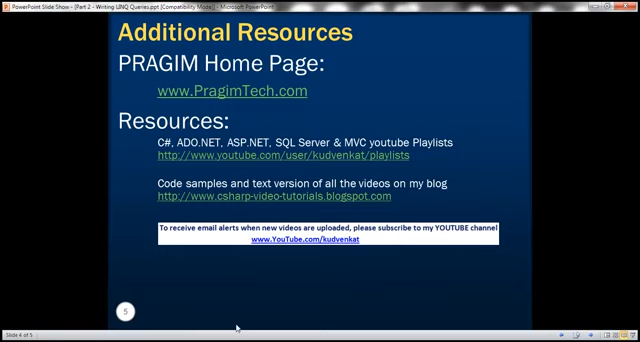 PowerPoint Slide Show - [Part 2 - Writing LINQ Queries.ppt [Compatibility Mode]] - Microsoft PowerPoint
Additional Resources
PRAGIM Home Page:
www.PragimTech.com
Resources:
C#, ADO.NET, ASP.NET, SQL Server & MVC youtube Playlists
http://www.youtube.com/user/kudvenkat/playlists
Code samples and text version of all the videos on my blog
http://www.csharp-video-tutorials.blogspot.com
To receive email alerts when new videos are uploaded, please subscribe to my YOUTUBE channel
www.YouTube.com/kudvenkat
5
Slide 4 of 5